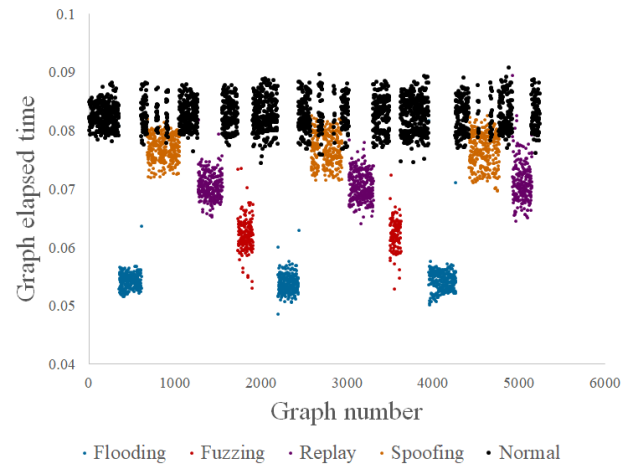 0.1
0.09
0.08
0.07
0.06
0.05
0.04
Graph elapsed time
0 1000 2000 3000 4000 5000 6000
Graph number
Flooding Fuzzing Replay Spoofing Normal